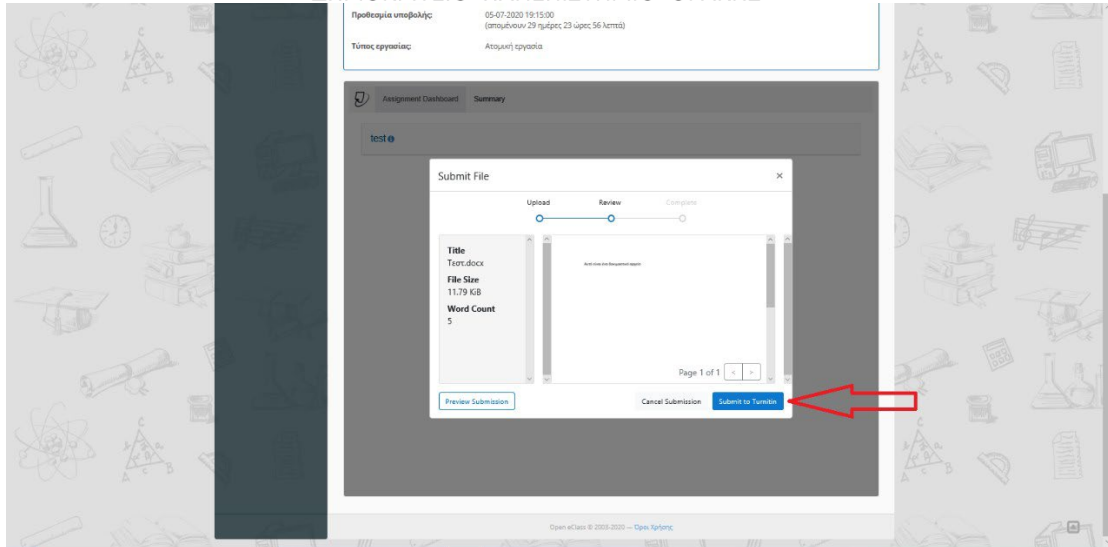 Προθεσμία υποβολής: 05-07-2020 19:15:00
(απομένουν 29 ημέρες 23 ώρες 56 λεπτά)
Τύπος εργασίας: Ατομική εργασία
Assignment Dashboard Summary
test
Submit File ×
Upload Review Complete
Title
Τεστ.docx
File Size
11.79 KiB
Word Count
5
Page 1 of 1 < >
Preview Submission Cancel Submission Submit to Turnitin
Open eClass © 2003-2020 — Όροι Χρήσης